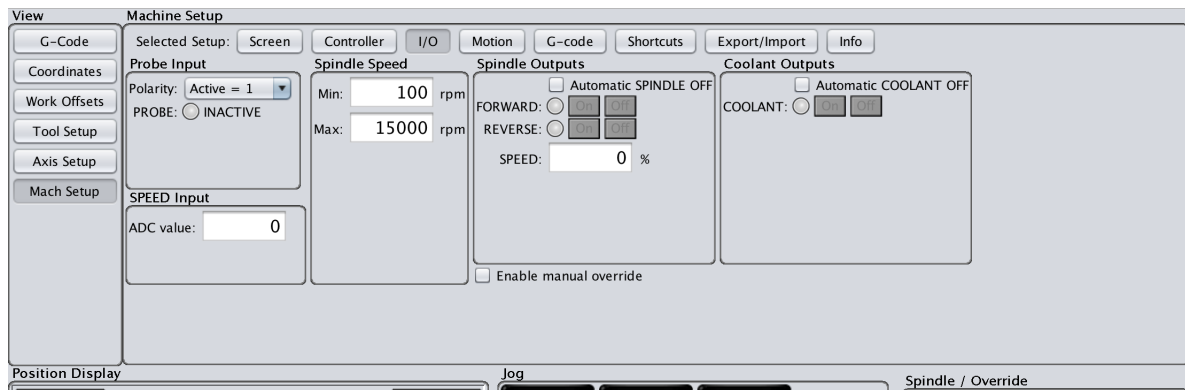 View
Machine Setup
G-Code
Coordinates
Work Offsets
Tool Setup
Axis Setup
Mach Setup
Selected Setup: Screen Controller I/O Motion G-code Shortcuts Export/Import Info
Probe Input
Polarity: Active = 1
PROBE: INACTIVE
SPEED Input
ADC value: 0
Spindle Speed
Min: 100 rpm
Max: 15000 rpm
Spindle Outputs
Automatic SPINDLE OFF
FORWARD: On Off
REVERSE: On Off
SPEED: 0 %
Enable manual override
Coolant Outputs
Automatic COOLANT OFF
COOLANT: On Off
Position Display
Jog
Spindle / Override